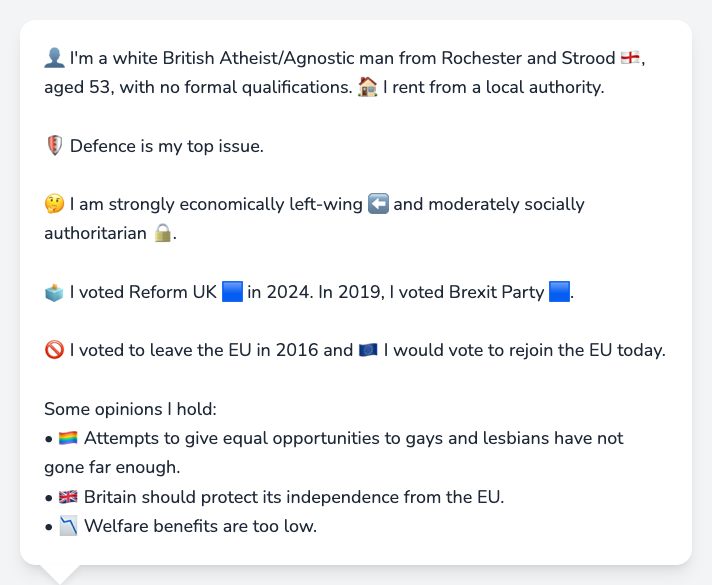 👤 I'm a white British Atheist/Agnostic man from Rochester and Strood 🏴󠁧󠁢󠁥󠁮󠁧󠁿,
aged 53, with no formal qualifications. 🏠 I rent from a local authority.
🛡️ Defence is my top issue.
🤔 I am strongly economically left-wing ⬅️ and moderately socially
authoritarian 🔒.
🗳️ I voted Reform UK 🟦 in 2024. In 2019, I voted Brexit Party 🟦.
🚫 I voted to leave the EU in 2016 and 🇪🇺 I would vote to rejoin the EU today.
Some opinions I hold:
• 🏳️‍🌈 Attempts to give equal opportunities to gays and lesbians have not
gone far enough.
• 🇬🇧 Britain should protect its independence from the EU.
• 📉 Welfare benefits are too low.